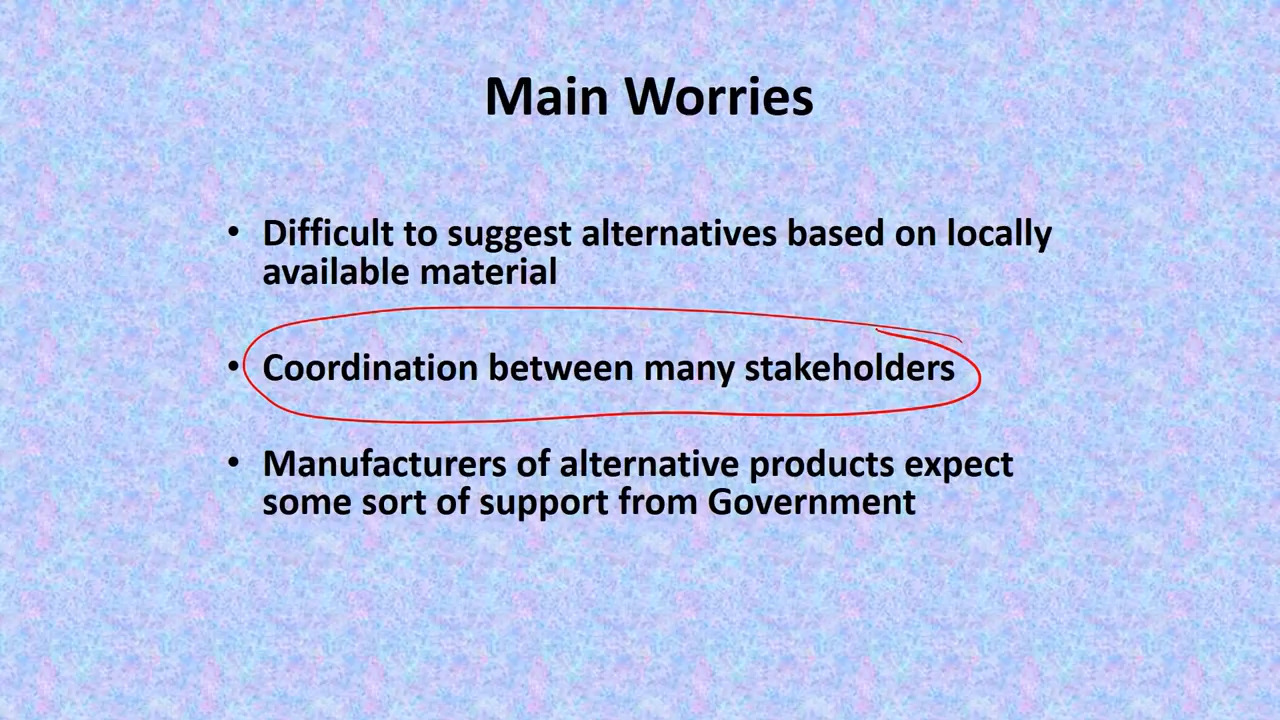 Main Worries
• Difficult to suggest alternatives based on locally
available material
• Coordination between many stakeholders
• Manufacturers of alternative products expect
some sort of support from Government